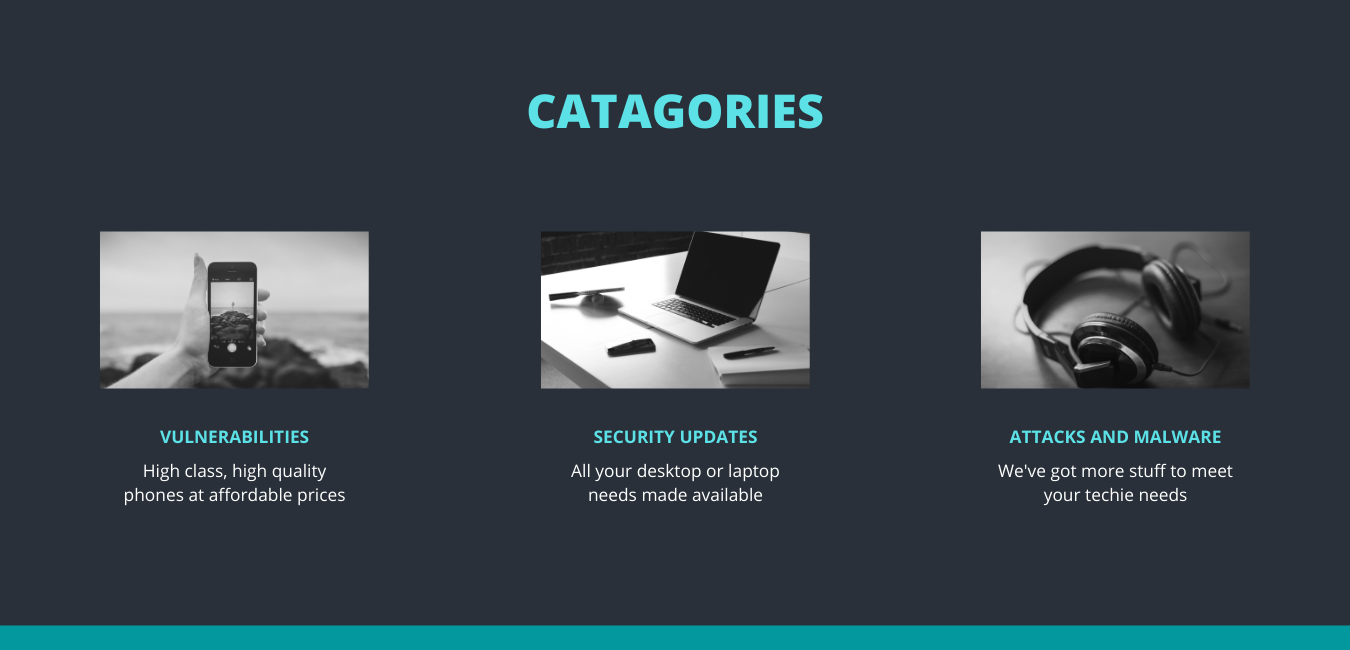 CATAGORIES
VULNERABILITIES
High class, high quality
phones at affordable prices
SECURITY UPDATES
All your desktop or laptop
needs made available
ATTACKS AND MALWARE
We've got more stuff to meet
your techie needs